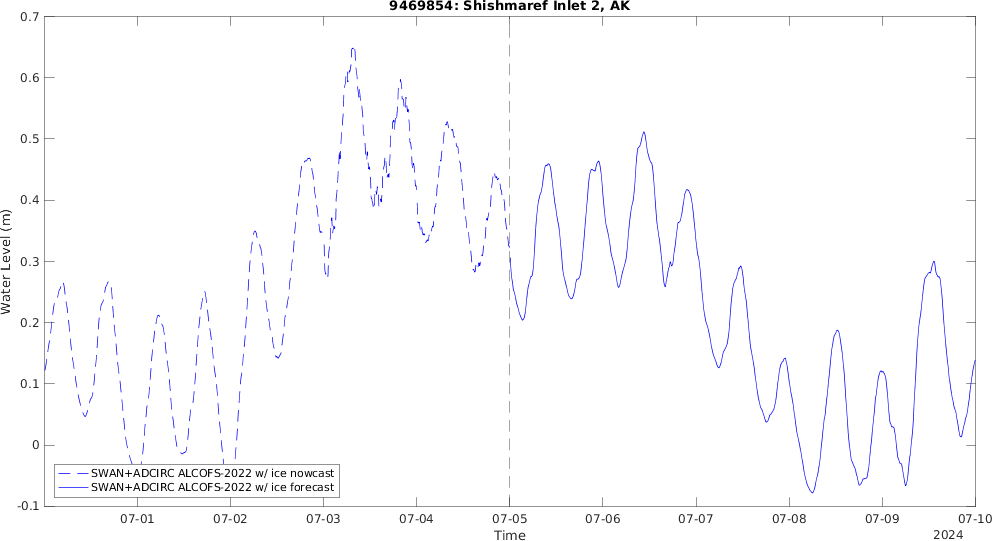 9469854: Shishmaref Inlet 2, AK
0.7
0.6
0.5
0.4
0.3
0.2
0.1
0
-0.1
Water Level (m)
SWAN+ADCIRC ALCOFS-2022 w/ ice nowcast
SWAN+ADCIRC ALCOFS-2022 w/ ice forecast
07-01 07-02 07-03 07-04 07-05 07-06 07-07 07-08 07-09 07-10
Time
2024